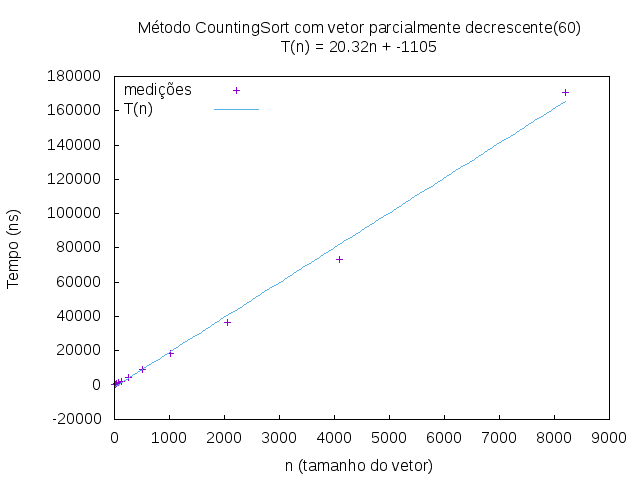 Método CountingSort com vetor parcialmente decrescente(60)
T(n) = 20.32n + -1105
180000
160000
140000
120000
100000
80000
60000
40000
20000
0
-20000
medições
T(n)
Tempo (ns)
0 1000 2000 3000 4000 5000 6000 7000 8000 9000
n (tamanho do vetor)